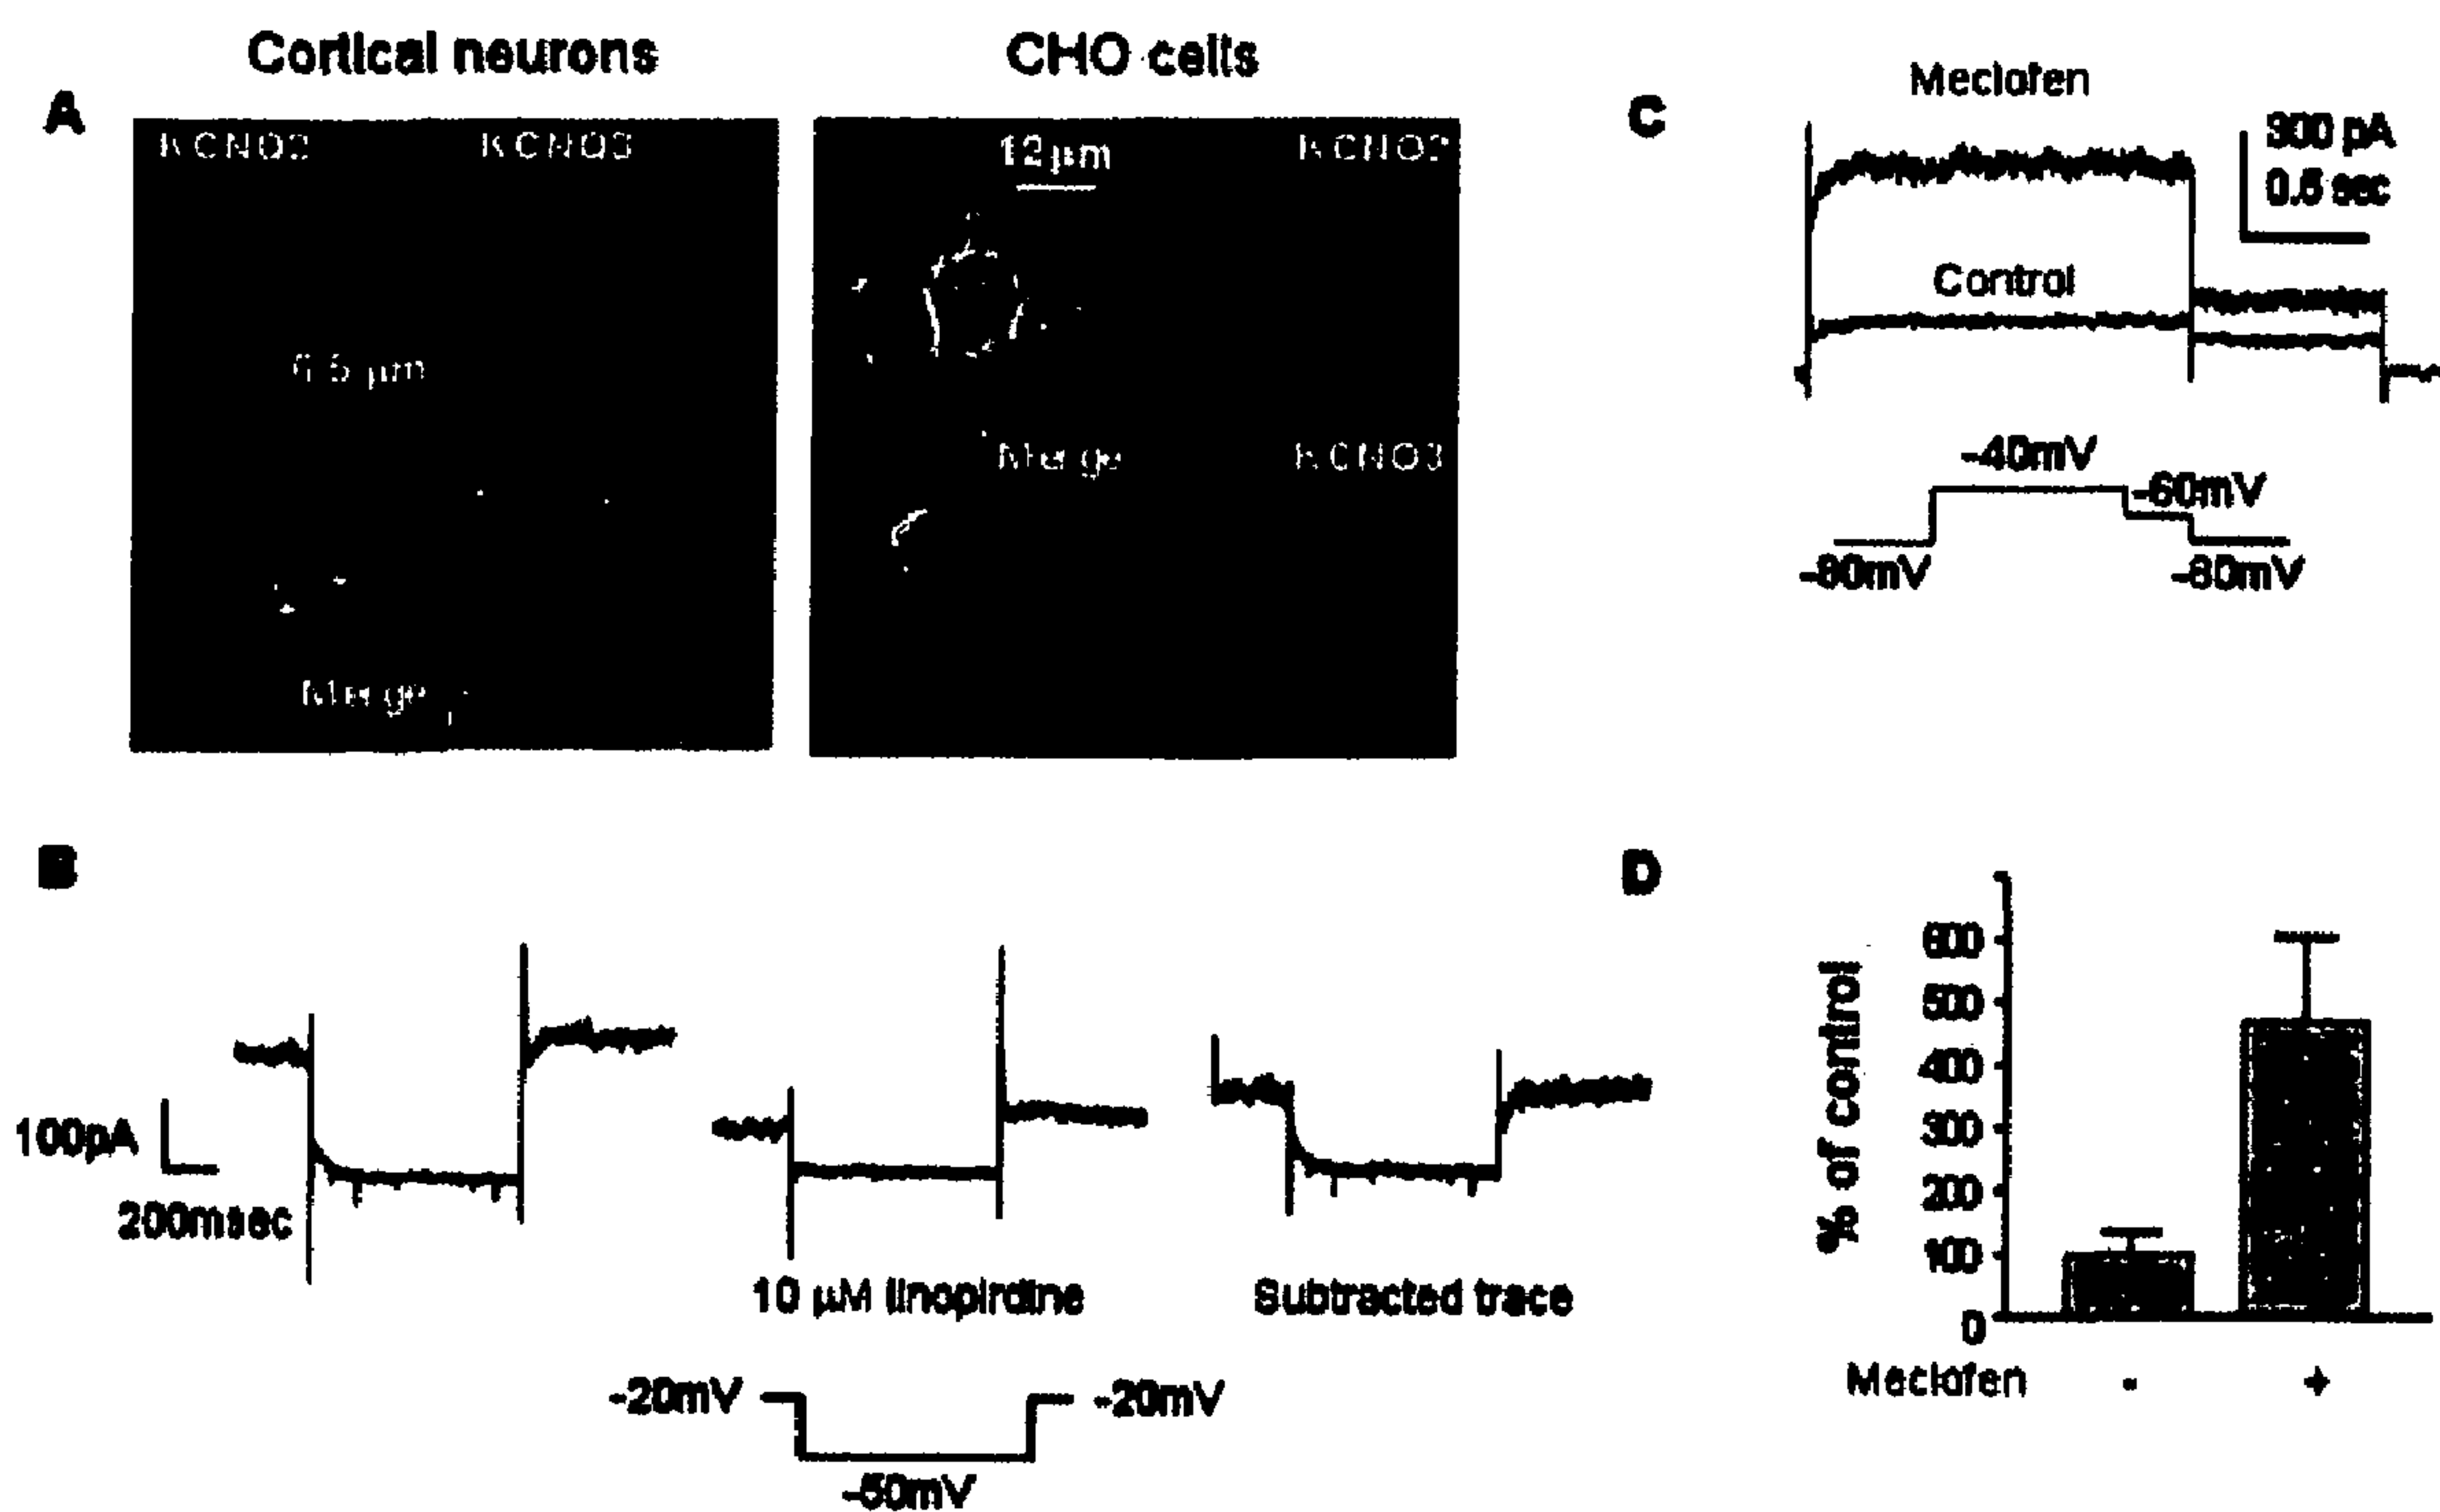 Cortical neurons
CHO cells
A
KCNQ2
KCNQ3
15 µm
Merge
12µm
KCNQ2
Merge
KCNQ3
C
Meclofen
300 pA
0.5 sec
Control
-40mV
-60mV
-80mV
B
100pA
200msec
10 µM linopirdine
Subtracted trace
-20mV
-20mV
-50mV
D
% of control
600
500
400
300
200
100
0
Meclofen
-
+